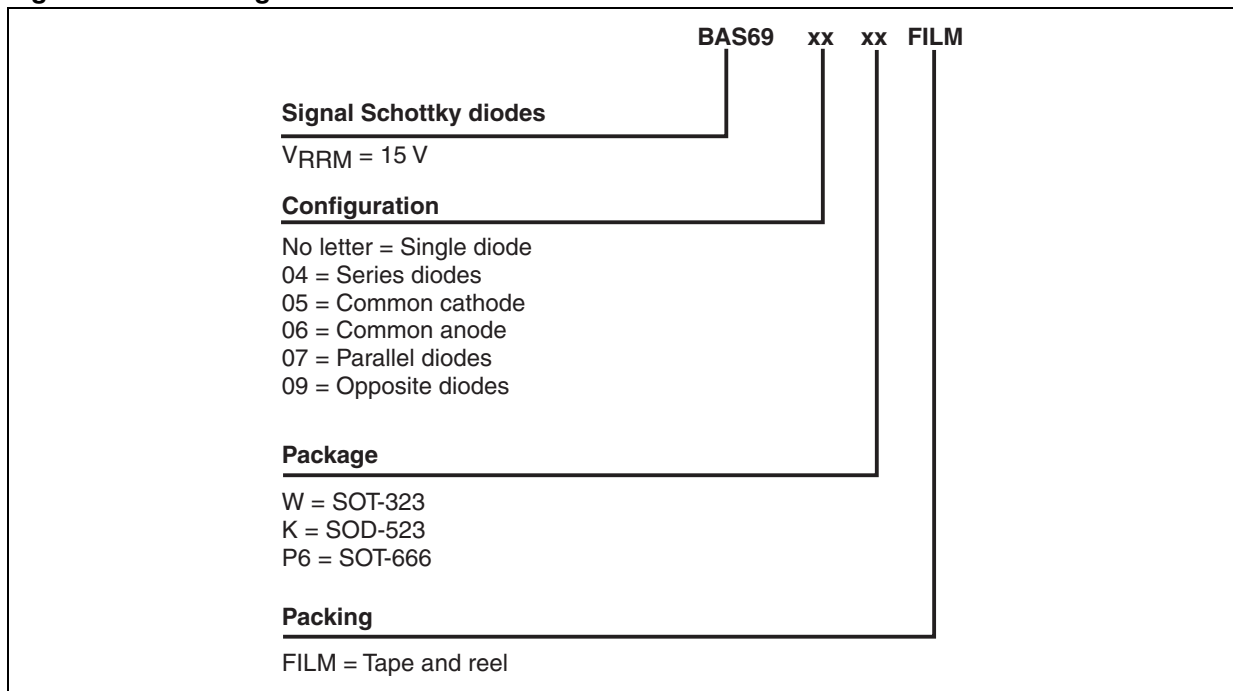 BAS69 xx xx FILM
Signal Schottky diodes
VRRM = 15 V
Configuration
No letter = Single diode
04 = Series diodes
05 = Common cathode
06 = Common anode
07 = Parallel diodes
09 = Opposite diodes
Package
W = SOT-323
K = SOD-523
P6 = SOT-666
Packing
FILM = Tape and reel